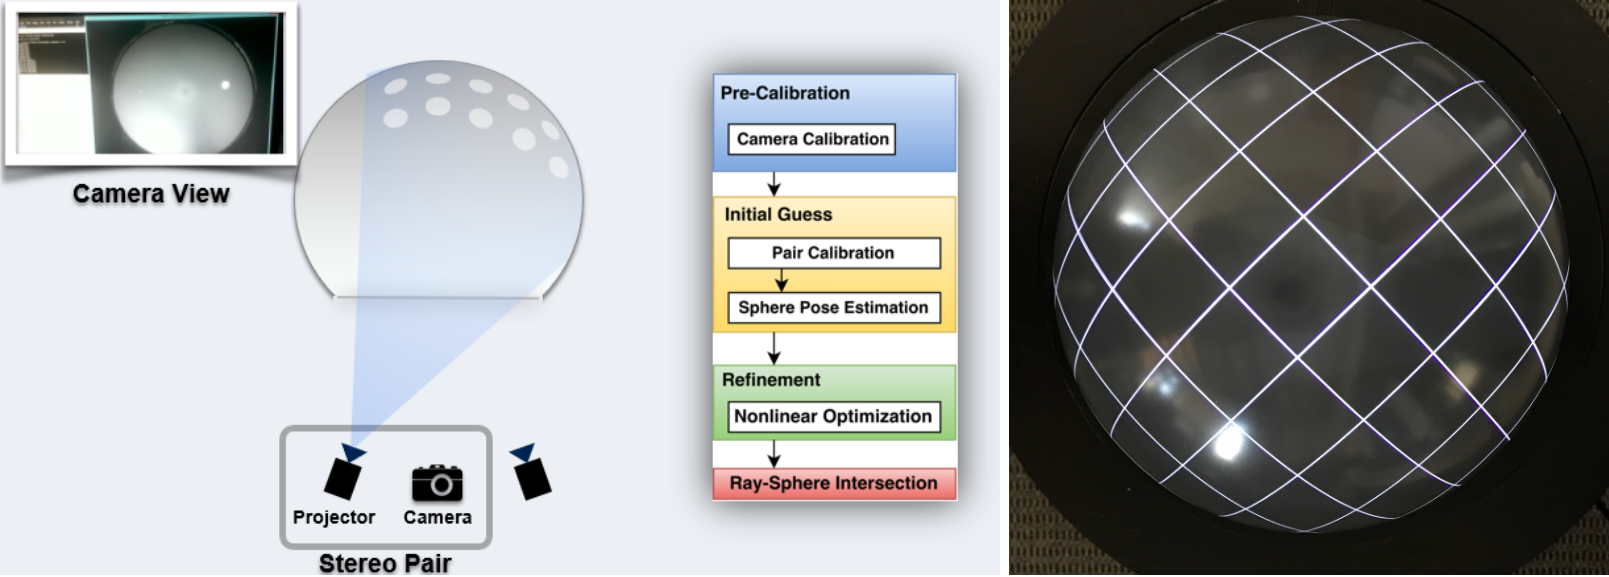 Camera View
Projector
Camera
Stereo Pair
Pre-Calibration
Camera Calibration
Initial Guess
Pair Calibration
Sphere Pose Estimation
Refinement
Nonlinear Optimization
Ray-Sphere Intersection